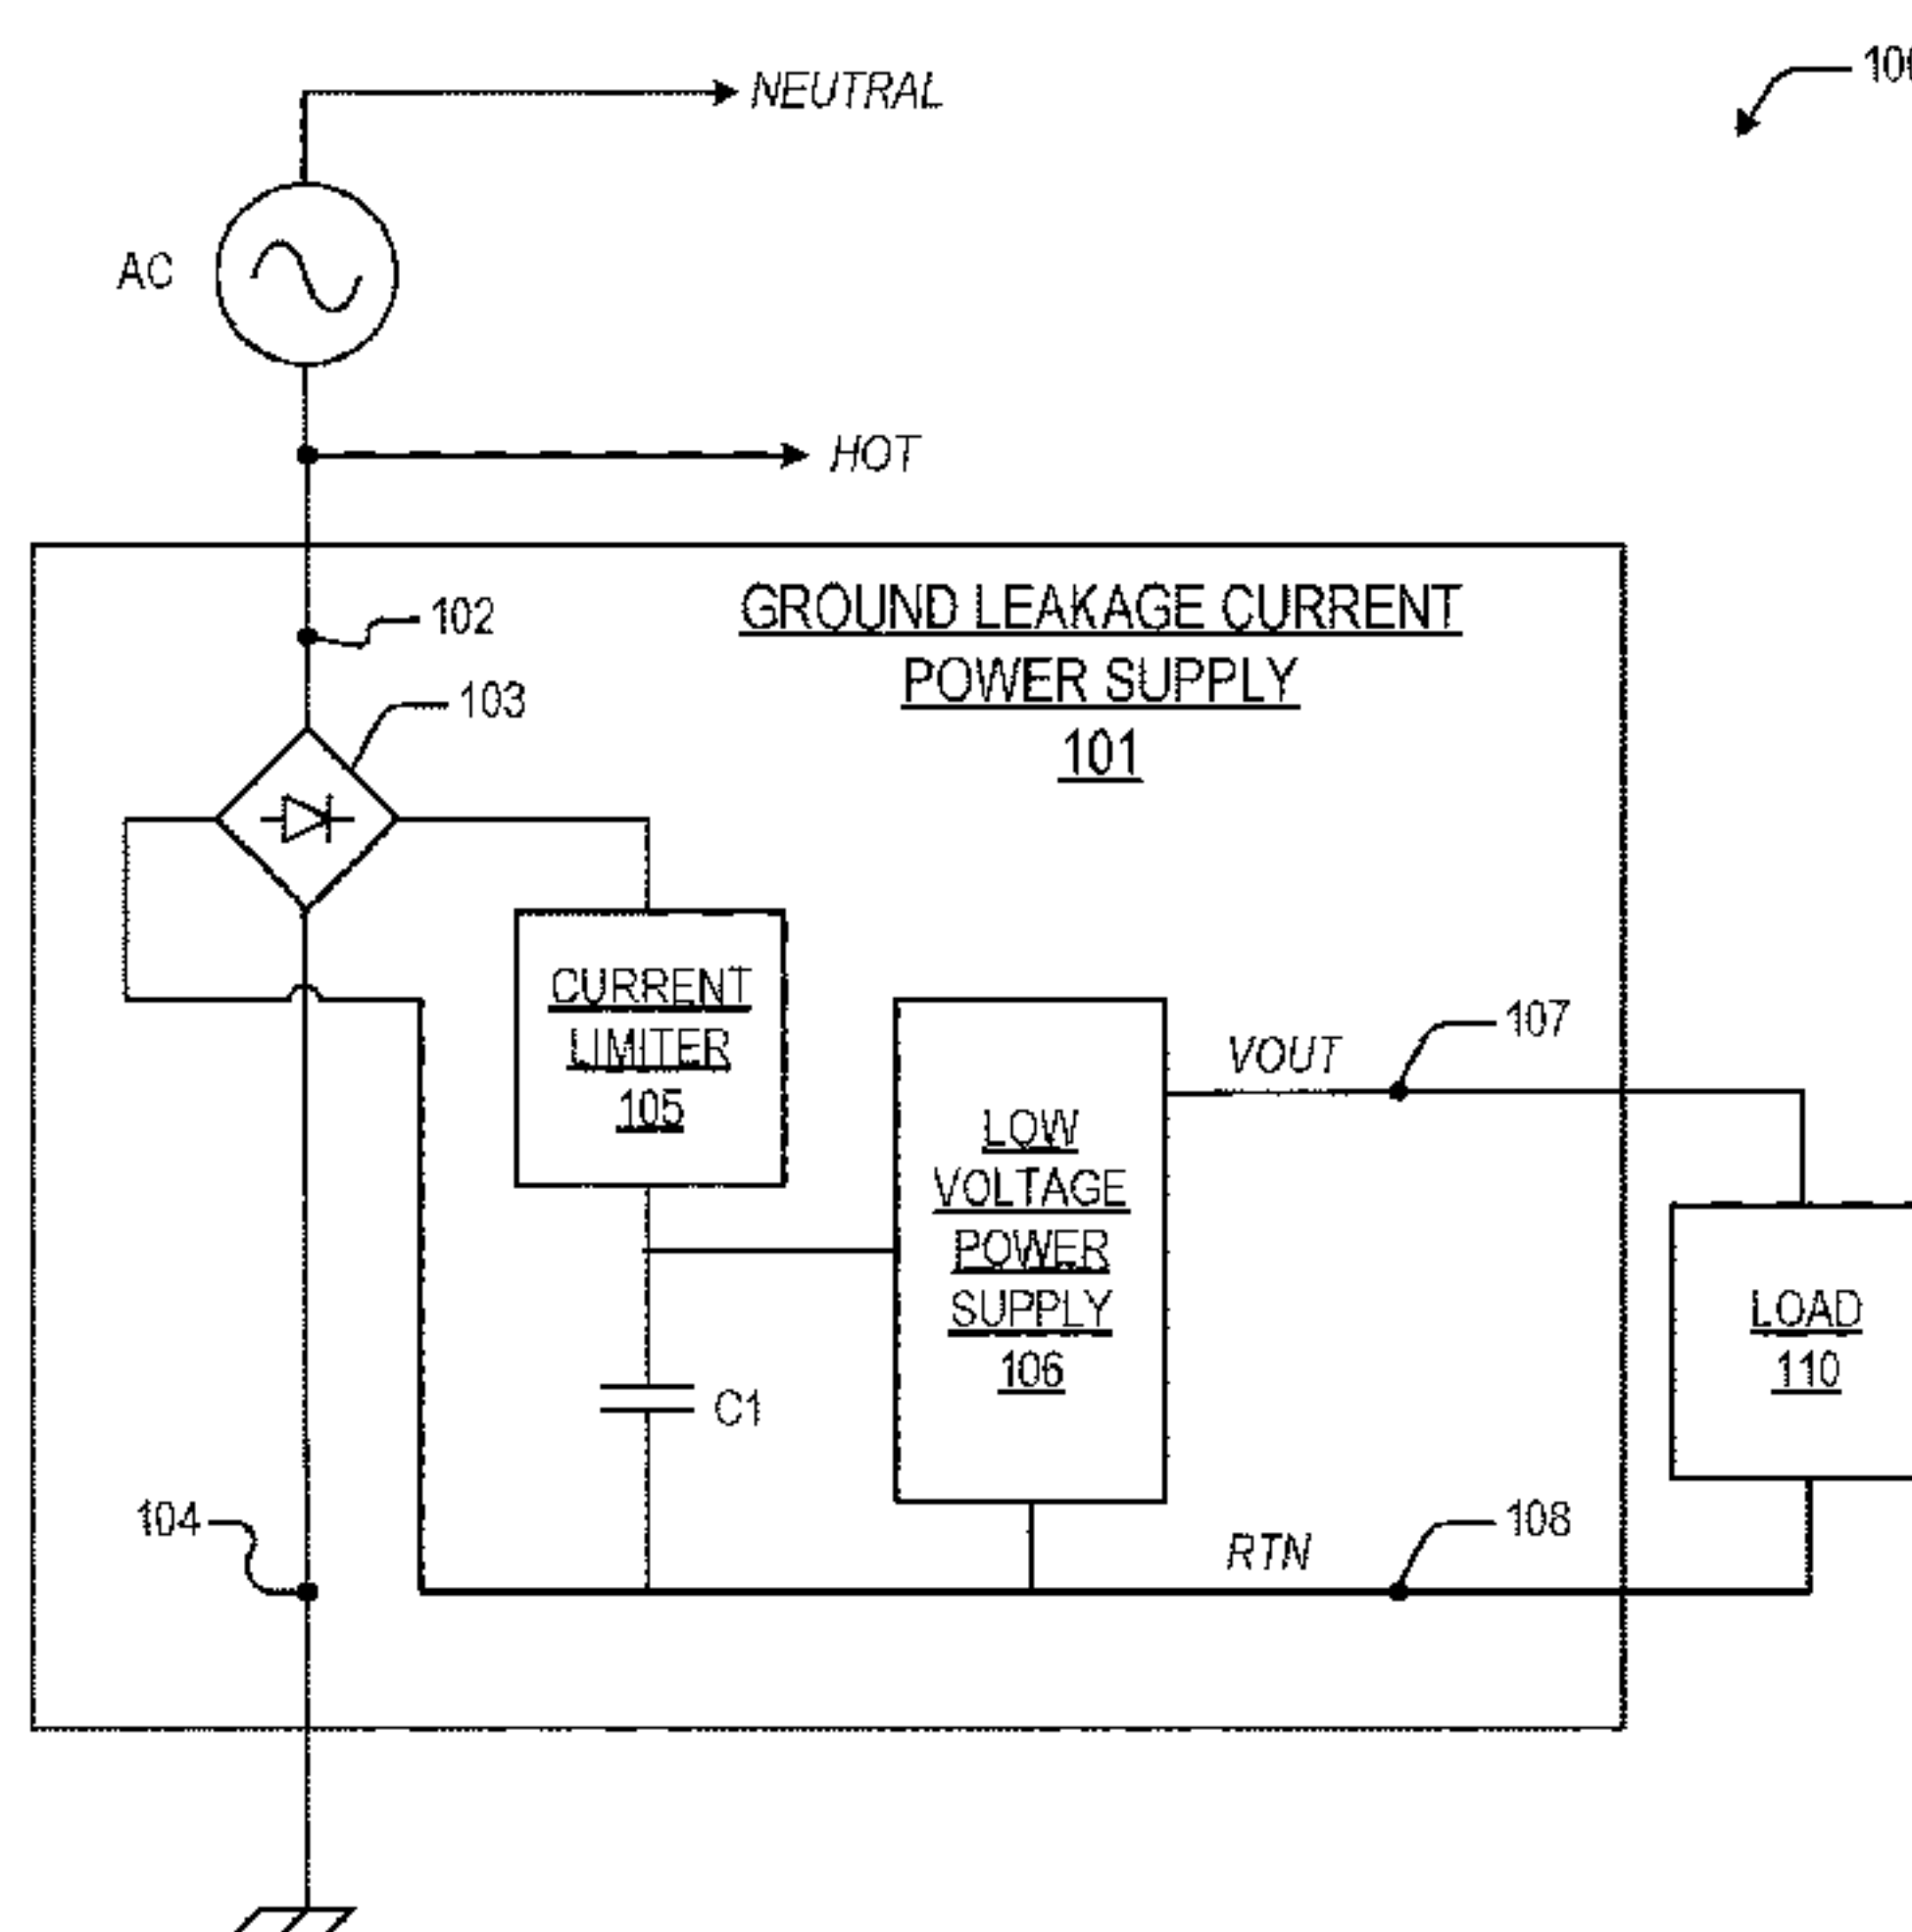 NEUTRAL
AC
HOT
102
GROUND LEAKAGE CURRENT
POWER SUPPLY
101
103
CURRENT
LIMITER
105
107
VOUT
LOW
VOLTAGE
POWER
SUPPLY
106
LOAD
110
C1
104
108
RTN